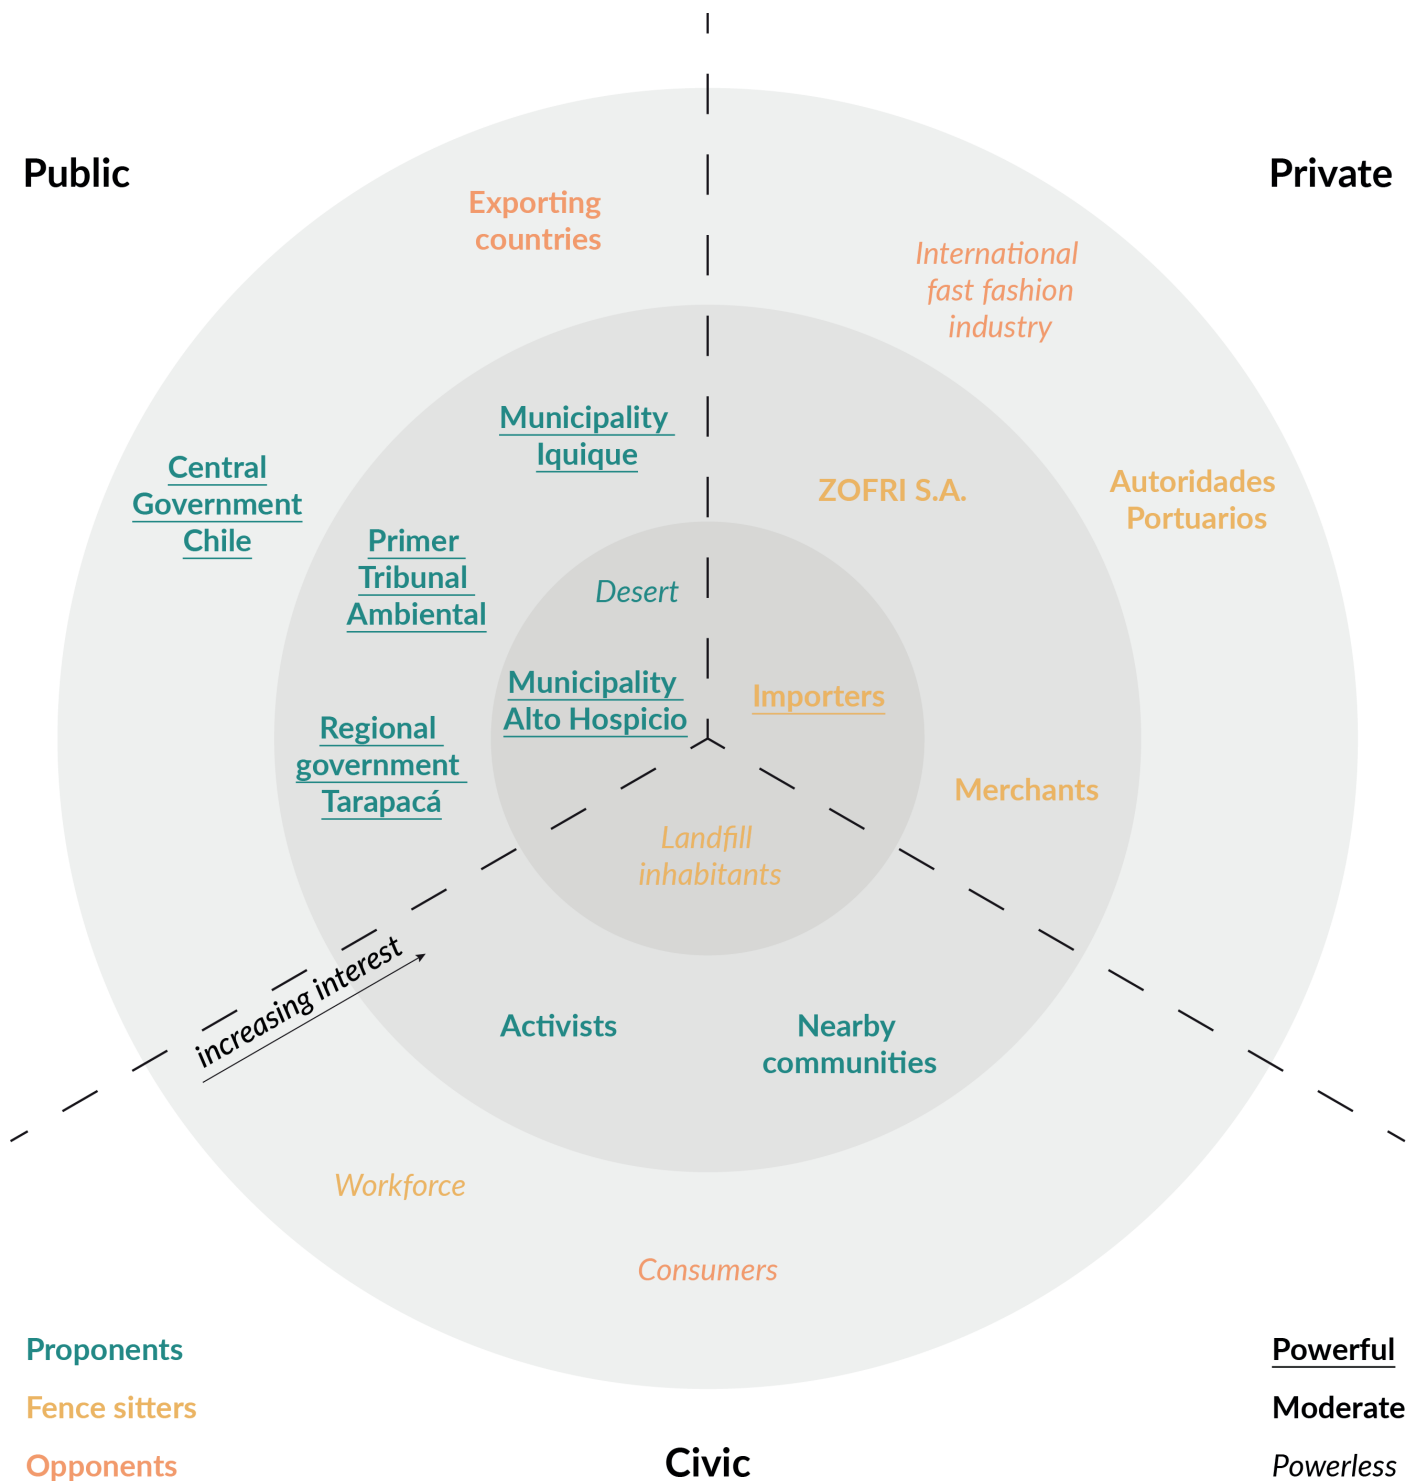 Public
Private
Exporting
countries
International
fast fashion
industry
Municipality
Iquique
Central
Government
Chile
ZOFRI S.A.
Autoridades
Portuarios
Primer
Tribunal
Ambiental
Desert
Municipality
Alto Hospicio
Importers
Regional
government
Tarapacá
Merchants
Landfill
inhabitants
increasing interest
Activists
Nearby
communities
Workforce
Consumers
Proponents
Fence sitters
Opponents
Civic
Powerful
Moderate
Powerless